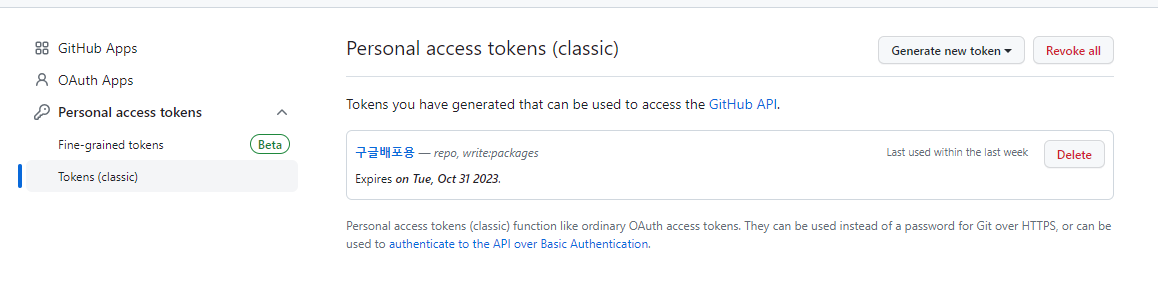 GitHub Apps
OAuth Apps
Personal access tokens
Fine-grained tokens Beta
Tokens (classic)
Personal access tokens (classic)
Generate new token
Revoke all
Tokens you have generated that can be used to access the GitHub API.
구글배포용 — repo, write:packages
Last used within the last week
Delete
Expires on Tue, Oct 31 2023.
Personal access tokens (classic) function like ordinary OAuth access tokens. They can be used instead of a password for Git over HTTPS, or can be
used to authenticate to the API over Basic Authentication.